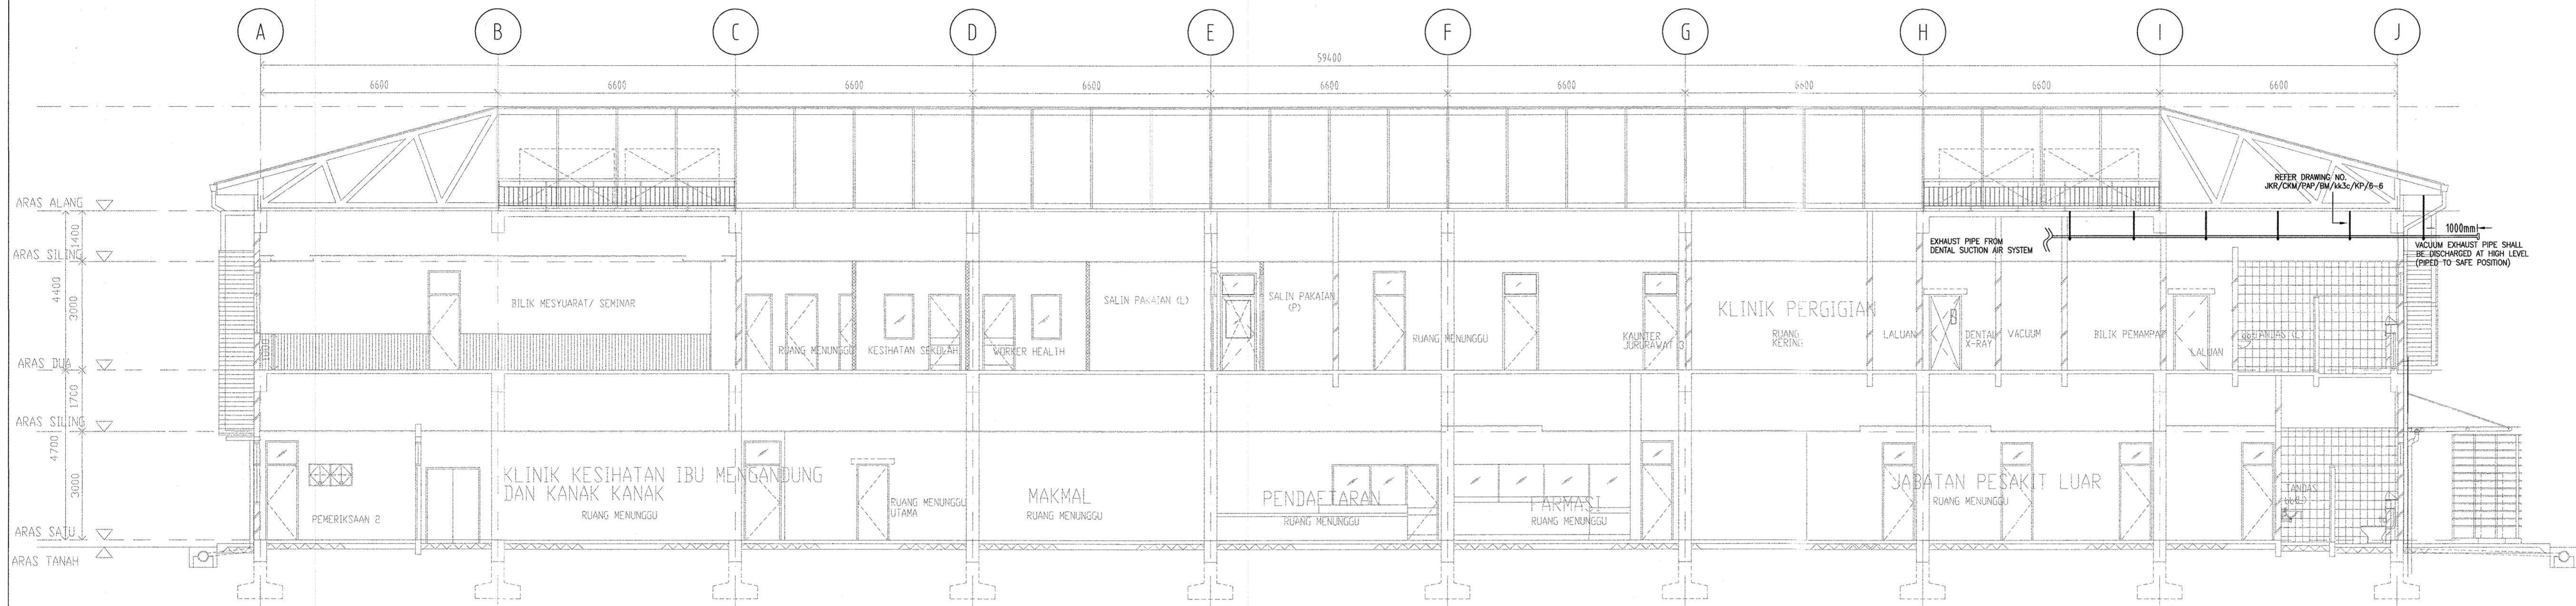 A B C D E F G H I J
59400
6600 6600 6600 6600 6600 6600 6600 6600 6600
REFER DRAWING NO.
JKR/CKM/PAP/BM/kk3c/KP/6-6
ARAS ALANG
1400
1000mm
EXHAUST PIPE FROM
DENTAL SUCTION AIR SYSTEM
VACUUM EXHAUST PIPE SHALL
BE DISCHARGED AT HIGH LEVEL
(PIPED TO SAFE POSITION)
ARAS SILING
4400
3000
BILIK MESYUARAT/ SEMINAR
SALIN PAKAIAN (L)
SALIN PAKAIAN
(P)
KLINIK PERGIGIAN
RUANG MENUNGGU
KESIHATAN SEKOLAH
WORKER HEALTH
RUANG MENUNGGU
KAUNTER
JURURAWAT 3
RUANG
KERING
LALUAN
DENTAL
X-RAY
VACUUM
BILIK PEMAMPAT
LALUAN
TANDAS (L)
1000
ARAS DUA
1700
ARAS SILING
4700
3000
KLINIK KESIHATAN IBU MENGANDUNG
DAN KANAK KANAK
RUANG MENUNGGU
PEMERIKSAAN 2
RUANG MENUNGGU
UTAMA
MAKMAL
RUANG MENUNGGU
PENDAFTARAN
RUANG MENUNGGU
FARMASI
RUANG MENUNGGU
JABATAN PESAKIT LUAR
RUANG MENUNGGU
TANDAS
ARAS SATU
ARAS TANAH